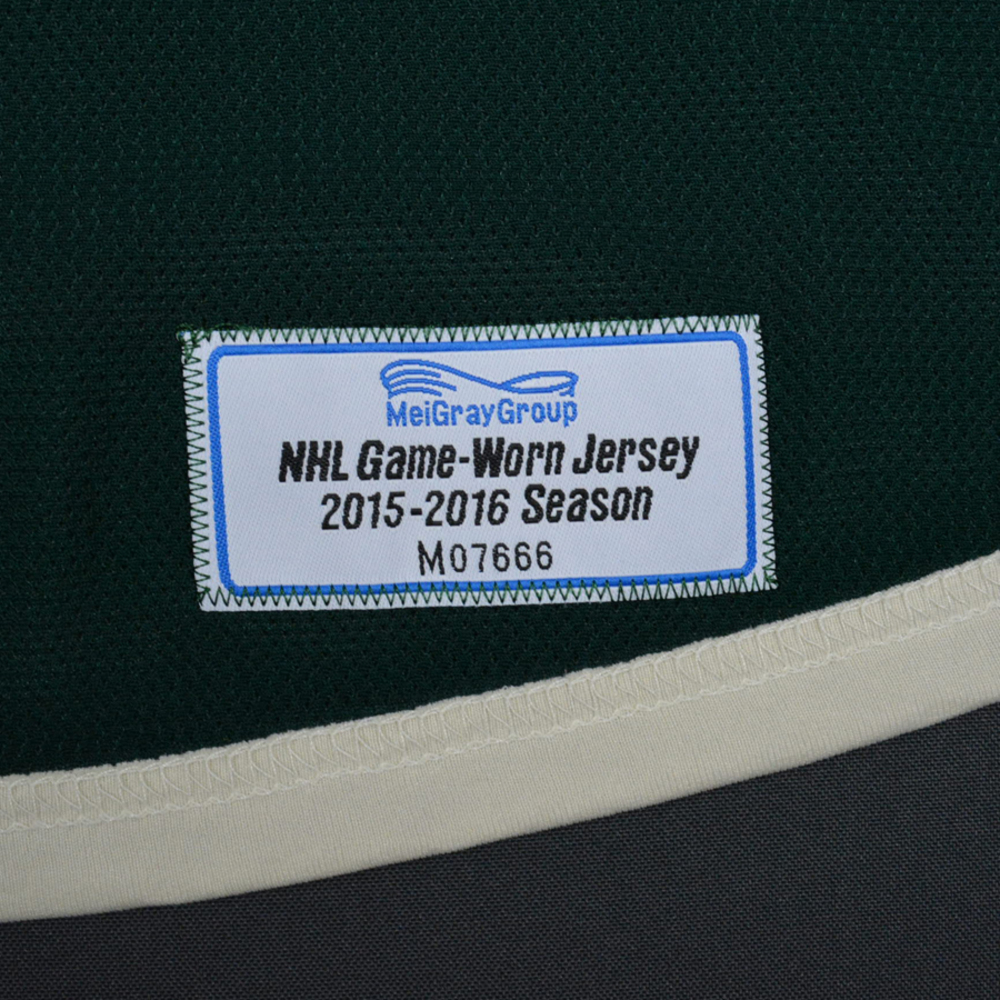 MeiGrayGroup
NHL Game-Worn Jersey
2015-2016 Season
M07666